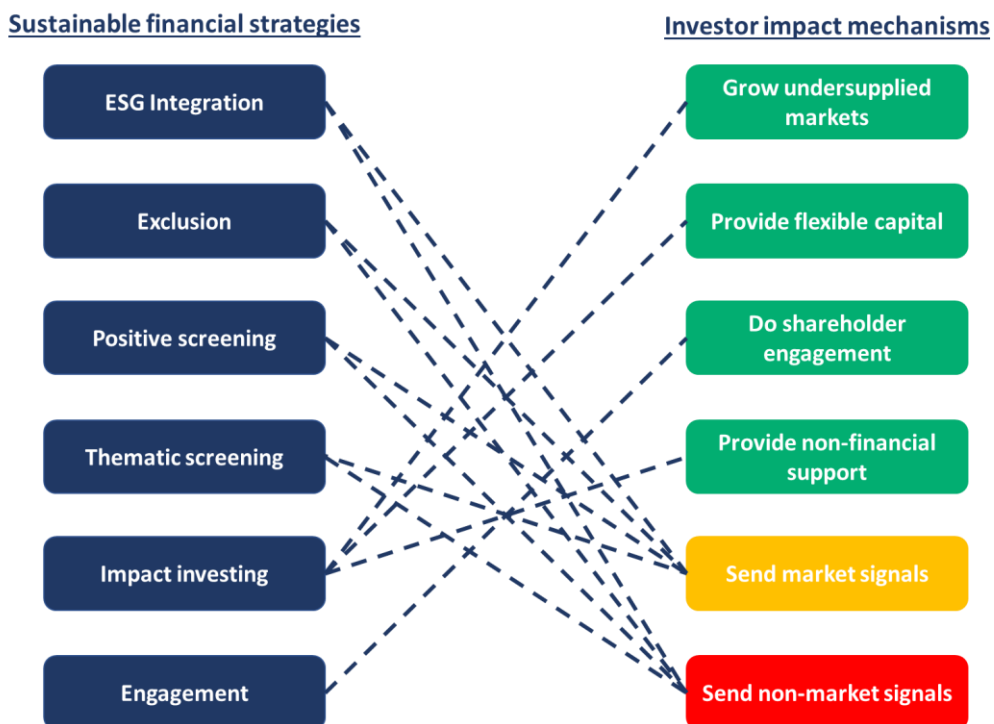 Sustainable financial strategies
Investor impact mechanisms
ESG Integration
Grow undersupplied
markets
Exclusion
Provide flexible capital
Positive screening
Do shareholder
engagement
Thematic screening
Provide non-financial
support
Impact investing
Send market signals
Engagement
Send non-market signals